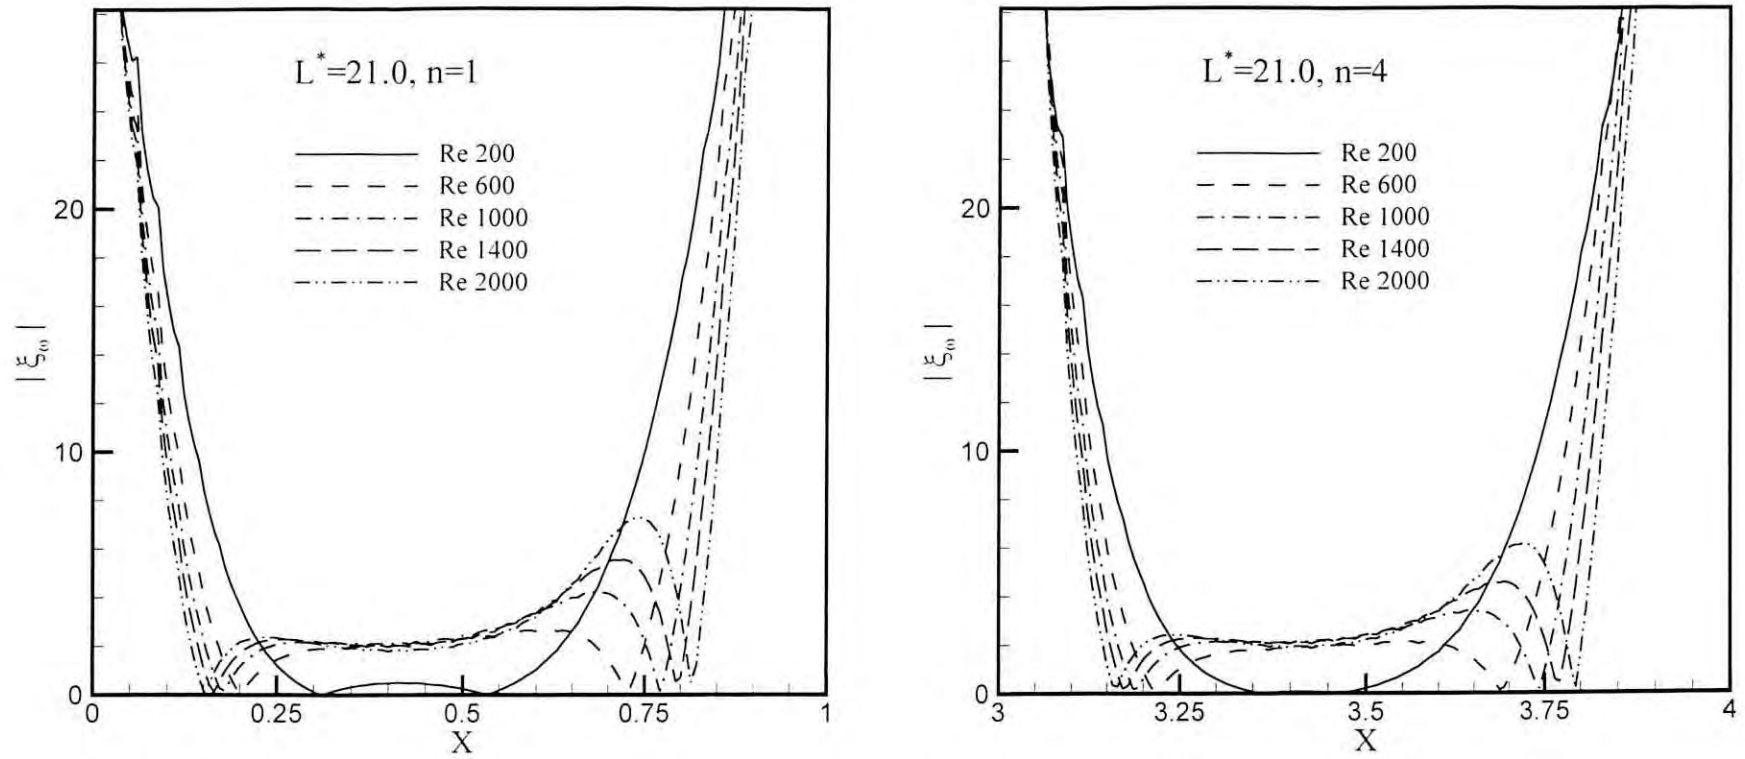 L*=21.0, n=1
Re 200
Re 600
Re 1000
Re 1400
Re 2000
20
10
0
|ξω|
0 0.25 0.5 0.75 1
X
L*=21.0, n=4
Re 200
Re 600
Re 1000
Re 1400
Re 2000
20
10
0
|ξω|
3 3.25 3.5 3.75 4
X